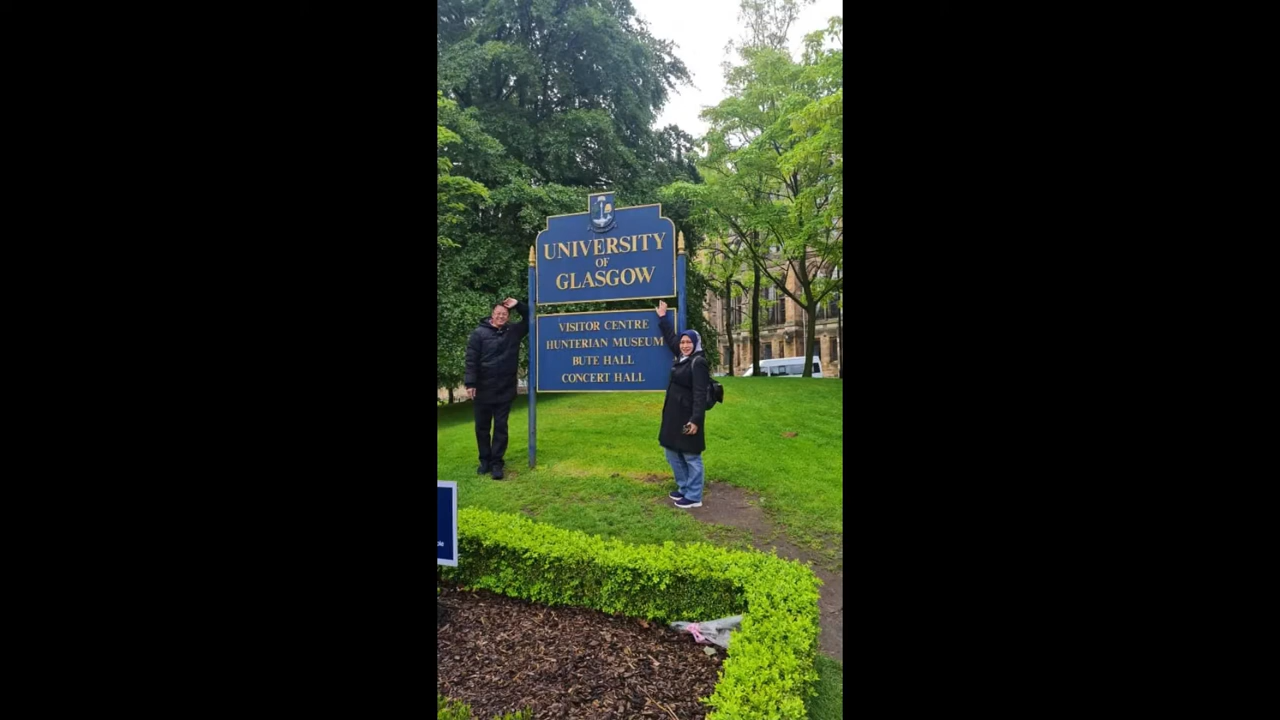 UNIVERSITY
OF
GLASGOW
VISITOR CENTRE
HUNTERIAN MUSEUM
BUTE HALL
CONCERT HALL